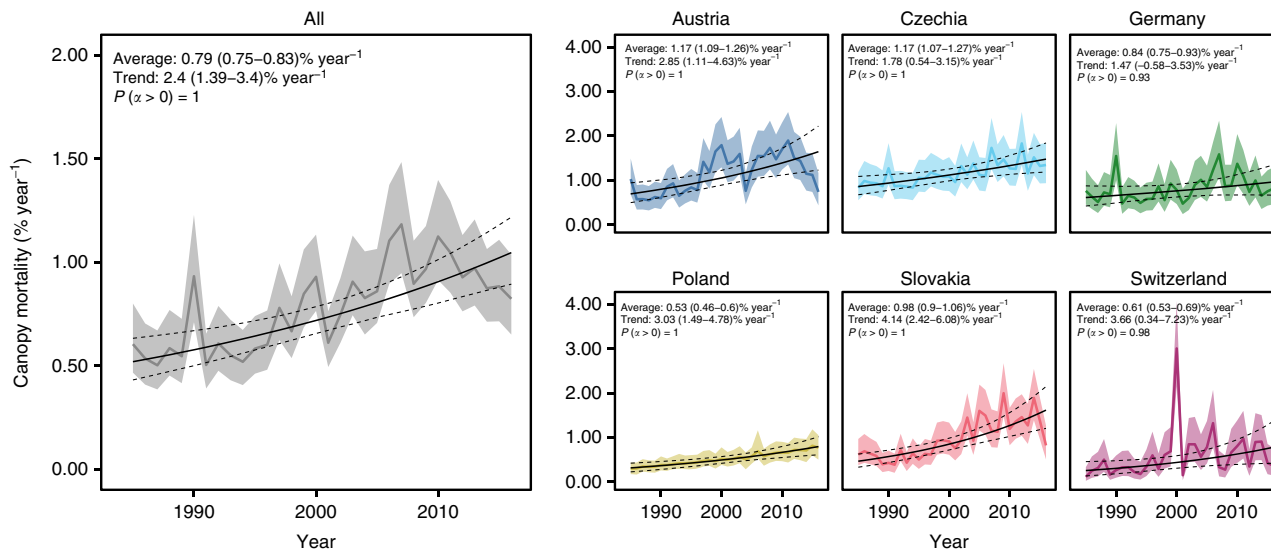 All
2.00
1.50
1.00
0.50
0.00
Canopy mortality (% year⁻¹)
Average: 0.79 (0.75–0.83)% year⁻¹
Trend: 2.4 (1.39–3.4)% year⁻¹
P (α > 0) = 1
1990
2000
2010
Year
Austria
Czechia
Germany
4.00
3.00
2.00
1.00
0.00
Average: 1.17 (1.09–1.26)% year⁻¹
Trend: 2.85 (1.11–4.63)% year⁻¹
P (α > 0) = 1
Average: 1.17 (1.07–1.27)% year⁻¹
Trend: 1.78 (0.54–3.15)% year⁻¹
P (α > 0) = 1
Average: 0.84 (0.75–0.93)% year⁻¹
Trend: 1.47 (−0.58–3.53)% year⁻¹
P (α > 0) = 0.93
Poland
Slovakia
Switzerland
4.00
3.00
2.00
1.00
0.00
Average: 0.53 (0.46–0.6)% year⁻¹
Trend: 3.03 (1.49–4.78)% year⁻¹
P (α > 0) = 1
Average: 0.98 (0.9–1.06)% year⁻¹
Trend: 4.14 (2.42–6.08)% year⁻¹
P (α > 0) = 1
Average: 0.61 (0.53–0.69)% year⁻¹
Trend: 3.66 (0.34–7.23)% year⁻¹
P (α > 0) = 0.98
1990
2000
2010
1990
2000
2010
1990
2000
2010
Year